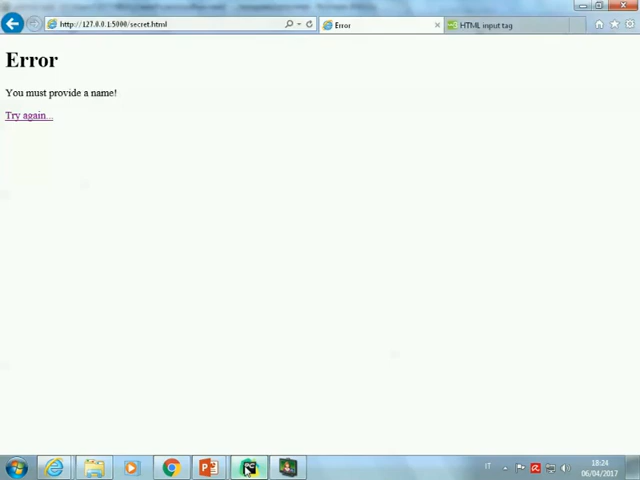 http://127.0.0.1:5000/secret.html
Error
HTML input tag
Error
You must provide a name!
Try again...
IT
18:24
06/04/2017